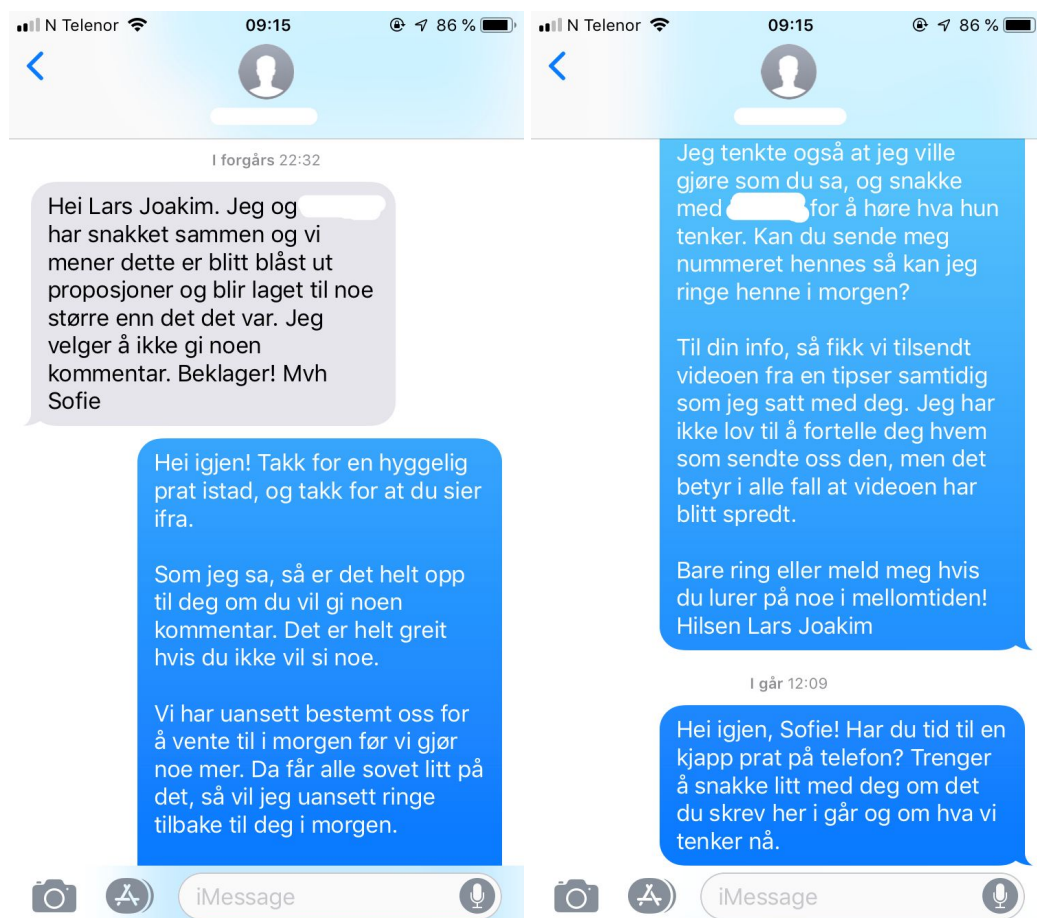 N Telenor 09:15 86 %
I forgårs 22:32
Hei Lars Joakim. Jeg og
har snakket sammen og vi
mener dette er blitt blåst ut
proposjoner og blir laget til noe
større enn det det var. Jeg
velger å ikke gi noen
kommentar. Beklager! Mvh
Sofie
Hei igjen! Takk for en hyggelig
prat istad, og takk for at du sier
ifra.
Som jeg sa, så er det helt opp
til deg om du vil gi noen
kommentar. Det er helt greit
hvis du ikke vil si noe.
Vi har uansett bestemt oss for
å vente til i morgen før vi gjør
noe mer. Da får alle sovet litt på
det, så vil jeg uansett ringe
tilbake til deg i morgen.
iMessage
N Telenor 09:15 86 %
Jeg tenkte også at jeg ville
gjøre som du sa, og snakke
med for å høre hva hun
tenker. Kan du sende meg
nummeret hennes så kan jeg
ringe henne i morgen?
Til din info, så fikk vi tilsendt
videoen fra en tipser samtidig
som jeg satt med deg. Jeg har
ikke lov til å fortelle deg hvem
som sendte oss den, men det
betyr i alle fall at videoen har
blitt spredt.
Bare ring eller meld meg hvis
du lurer på noe i mellomtiden!
Hilsen Lars Joakim
I går 12:09
Hei igjen, Sofie! Har du tid til en
kjapp prat på telefon? Trenger
å snakke litt med deg om det
du skrev her i går og om hva vi
tenker nå.
iMessage